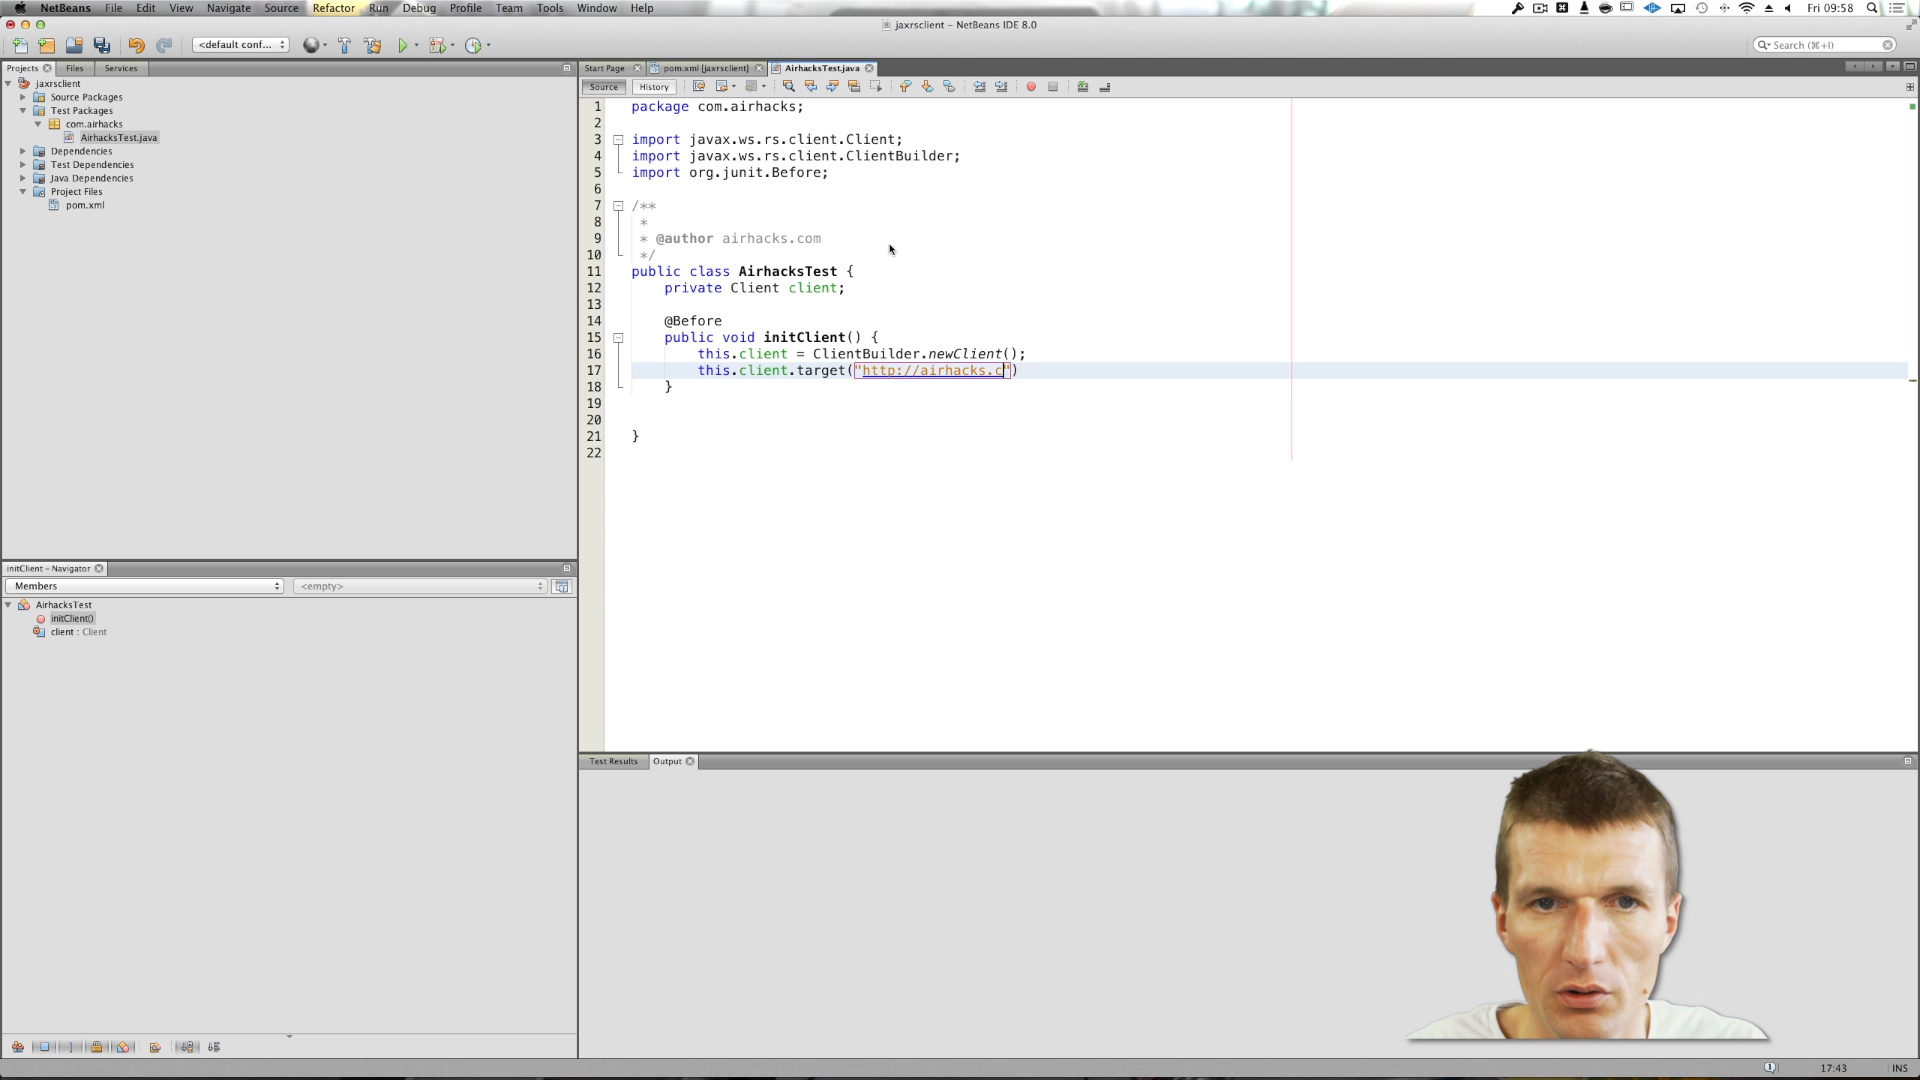 NetBeans File Edit View Navigate Source Refactor Run Debug Profile Team Tools Window Help
Fri 09:58
jaxrsclient - NetBeans IDE 8.0
<default conf...
Search (⌘+I)
Projects Files Services
jaxrsclient
Source Packages
Test Packages
com.airhacks
AirhacksTest.java
Dependencies
Test Dependencies
Java Dependencies
Project Files
pom.xml
Start Page pom.xml [jaxrsclient] AirhacksTest.java
Source History
1 package com.airhacks;
2
3 import javax.ws.rs.client.Client;
4 import javax.ws.rs.client.ClientBuilder;
5 import org.junit.Before;
6
7 /**
8 *
9 * @author airhacks.com
10 */
11 public class AirhacksTest {
12 private Client client;
13
14 @Before
15 public void initClient() {
16 this.client = ClientBuilder.newClient();
17 this.client.target("http://airhacks.c")
18 }
19
20
21 }
22
initClient - Navigator
Members <empty>
AirhacksTest
initClient()
client : Client
Test Results Output
17:43 INS